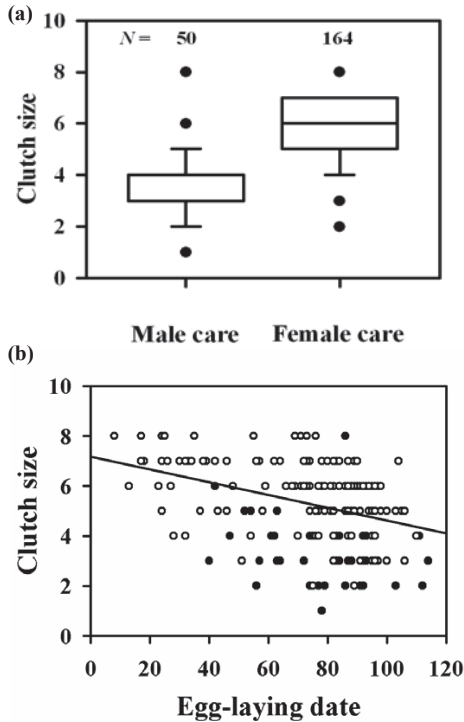 (a)
10
N = 50 164
8
6
4
2
0
Clutch size
Male care Female care
(b)
10
8
6
4
2
0
Clutch size
0 20 40 60 80 100 120
Egg-laying date